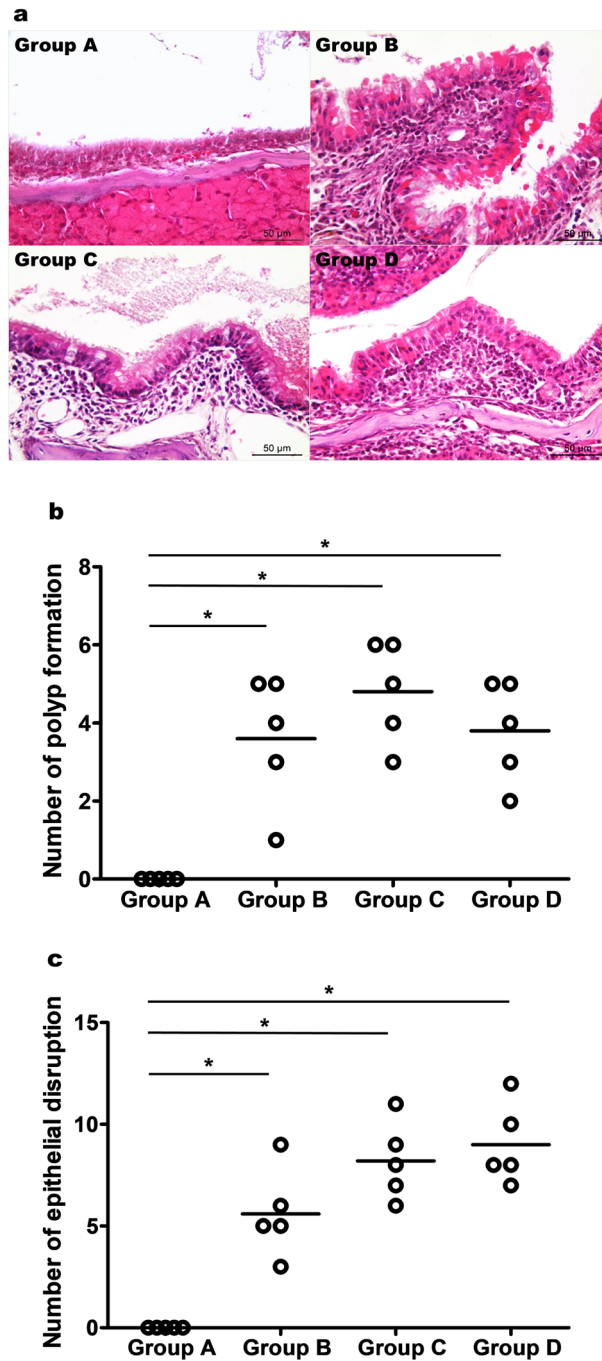 a
Group A
Group B
50 µm
50 µm
Group C
Group D
50 µm
50 µm
b
*
*
*
Number of polyp formation
8
6
4
2
0
Group A
Group B
Group C
Group D
c
*
*
*
Number of epithelial disruption
15
10
5
0
Group A
Group B
Group C
Group D